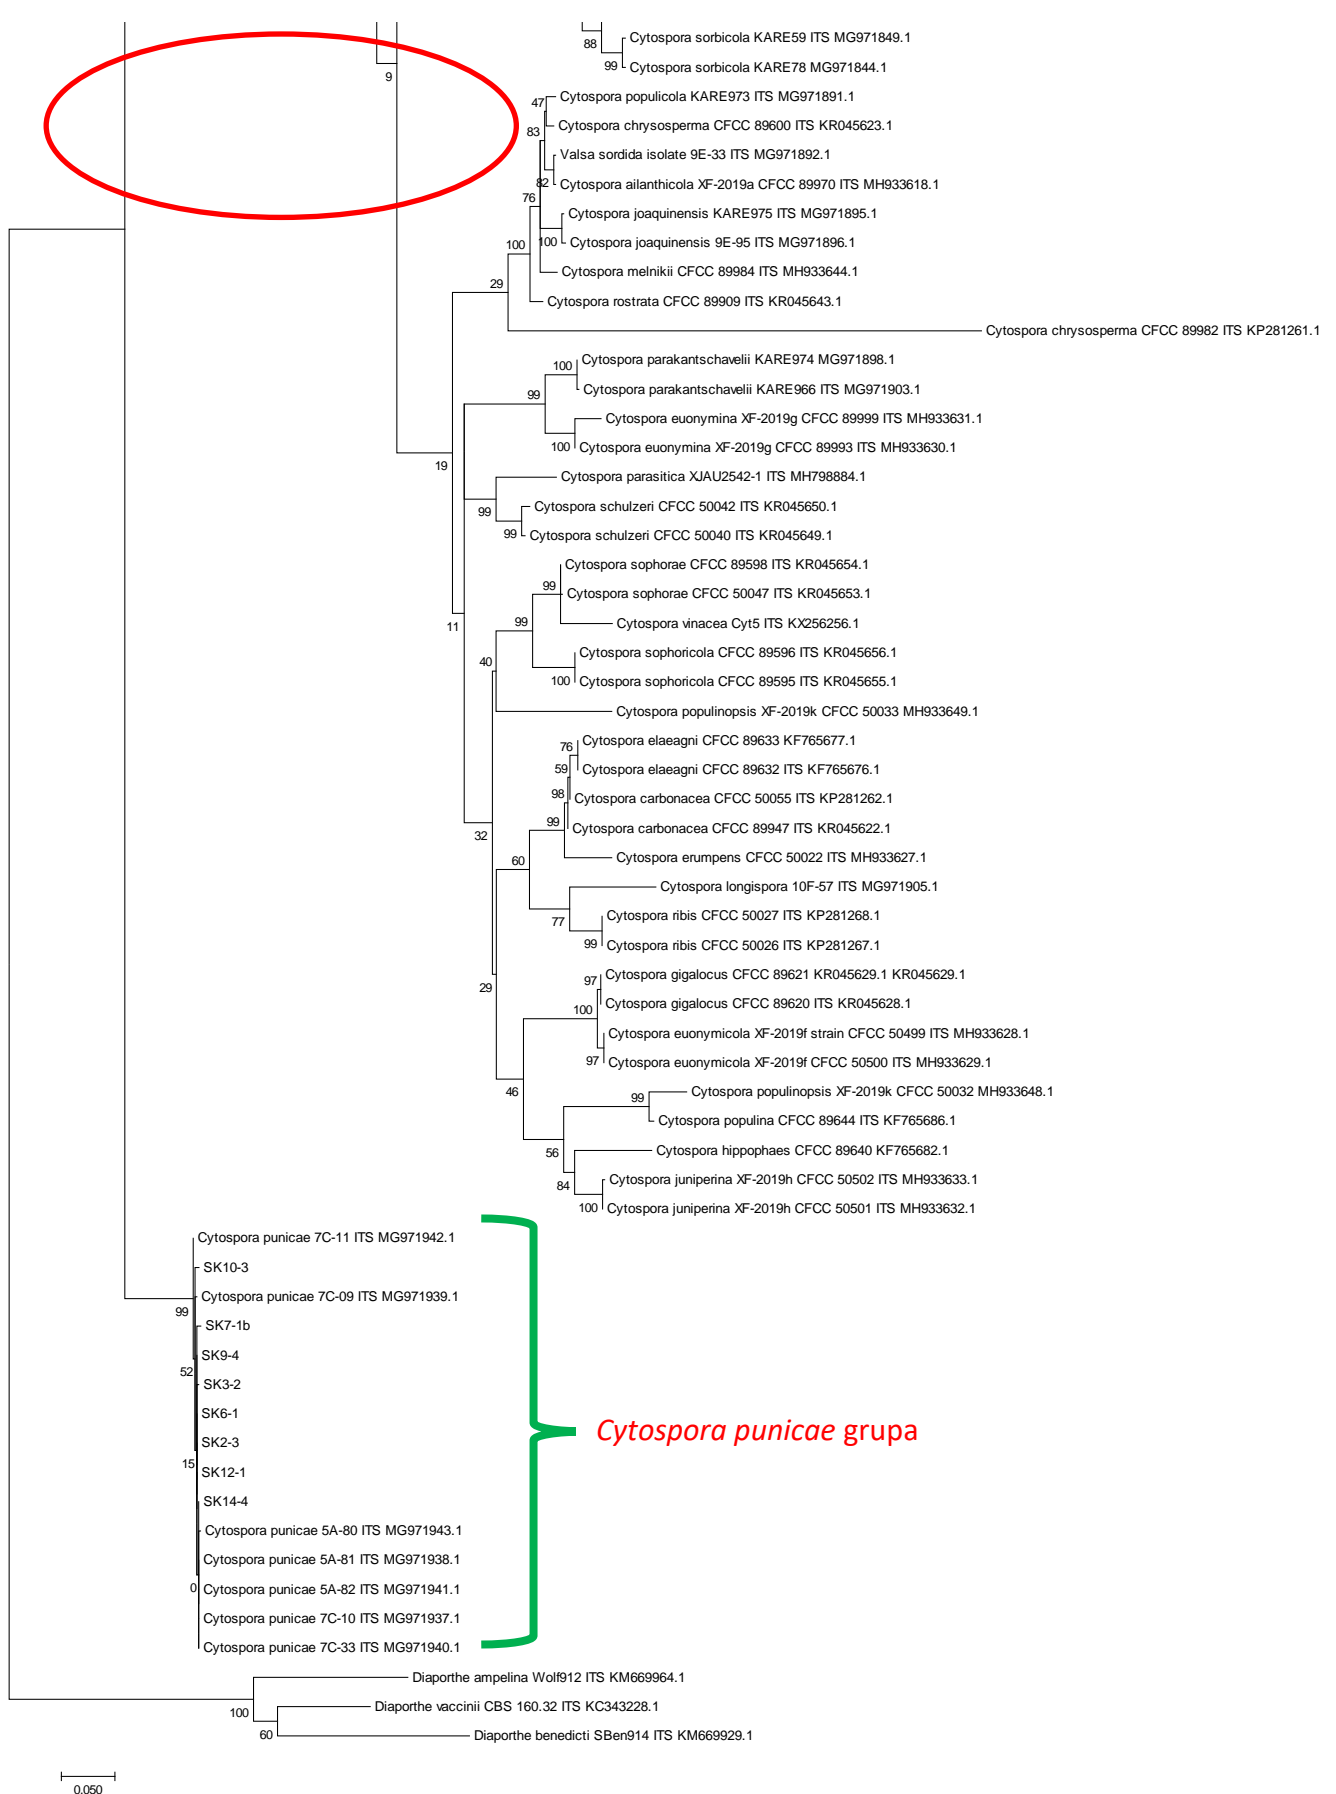 88
Cytospora sorbicola KARE59 ITS MG971849.1
99
Cytospora sorbicola KARE78 MG971844.1
9
47
Cytospora populicola KARE973 ITS MG971891.1
Cytospora chrysosperma CFCC 89600 ITS KR045623.1
83
Valsa sordida isolate 9E-33 ITS MG971892.1
82
Cytospora ailanthicola XF-2019a CFCC 89970 ITS MH933618.1
76
Cytospora joaquinensis KARE975 ITS MG971895.1
100
100
Cytospora joaquinensis 9E-95 ITS MG971896.1
Cytospora melnikii CFCC 89984 ITS MH933644.1
29
Cytospora rostrata CFCC 89909 ITS KR045643.1
Cytospora chrysosperma CFCC 89982 ITS KP281261.1
100
Cytospora parakantschavelii KARE974 MG971898.1
99
Cytospora parakantschavelii KARE966 ITS MG971903.1
Cytospora euonymina XF-2019g CFCC 89999 ITS MH933631.1
100
Cytospora euonymina XF-2019g CFCC 89993 ITS MH933630.1
19
Cytospora parasitica XJAU2542-1 ITS MH798884.1
99
Cytospora schulzeri CFCC 50042 ITS KR045650.1
99
Cytospora schulzeri CFCC 50040 ITS KR045649.1
Cytospora sophorae CFCC 89598 ITS KR045654.1
99
Cytospora sophorae CFCC 50047 ITS KR045653.1
99
Cytospora vinacea Cyt5 ITS KX256256.1
11
40
Cytospora sophoricola CFCC 89596 ITS KR045656.1
100
Cytospora sophoricola CFCC 89595 ITS KR045655.1
Cytospora populinopsis XF-2019k CFCC 50033 MH933649.1
76
Cytospora elaeagni CFCC 89633 KF765677.1
59
Cytospora elaeagni CFCC 89632 ITS KF765676.1
98
Cytospora carbonacea CFCC 50055 ITS KP281262.1
99
Cytospora carbonacea CFCC 89947 ITS KR045622.1
32
60
Cytospora erumpens CFCC 50022 ITS MH933627.1
Cytospora longispora 10F-57 ITS MG971905.1
77
Cytospora ribis CFCC 50027 ITS KP281268.1
99
Cytospora ribis CFCC 50026 ITS KP281267.1
97
Cytospora gigalocus CFCC 89621 KR045629.1 KR045629.1
29
100
Cytospora gigalocus CFCC 89620 ITS KR045628.1
Cytospora euonymicola XF-2019f strain CFCC 50499 ITS MH933628.1
97
Cytospora euonymicola XF-2019f CFCC 50500 ITS MH933629.1
46
99
Cytospora populinopsis XF-2019k CFCC 50032 MH933648.1
Cytospora populina CFCC 89644 ITS KF765686.1
56
Cytospora hippophaes CFCC 89640 KF765682.1
84
Cytospora juniperina XF-2019h CFCC 50502 ITS MH933633.1
100
Cytospora juniperina XF-2019h CFCC 50501 ITS MH933632.1
Cytospora punicae 7C-11 ITS MG971942.1
SK10-3
99
Cytospora punicae 7C-09 ITS MG971939.1
SK7-1b
SK9-4
52
SK3-2
SK6-1
Cytospora punicae grupa
SK2-3
15
SK12-1
SK14-4
Cytospora punicae 5A-80 ITS MG971943.1
Cytospora punicae 5A-81 ITS MG971938.1
0
Cytospora punicae 5A-82 ITS MG971941.1
Cytospora punicae 7C-10 ITS MG971937.1
Cytospora punicae 7C-33 ITS MG971940.1
Diaporthe ampelina Wolf912 ITS KM669964.1
100
Diaporthe vaccinii CBS 160.32 ITS KC343228.1
60
Diaporthe benedicti SBen914 ITS KM669929.1
0.050